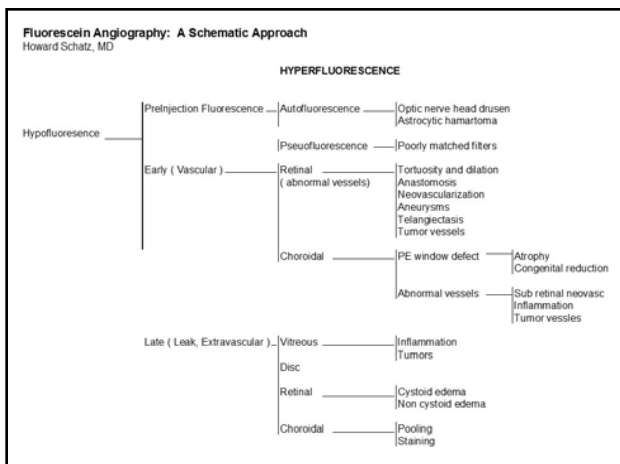 Fluorescein Angiography: A Schematic Approach
Howard Schatz, MD
HYPERFLUORESCENCE
Hypofluoresence
PreInjection Fluorescence
Autofluorescence
Optic nerve head drusen
Astrocytic hamartoma
Pseuofluorescence
Poorly matched filters
Early ( Vascular )
Retinal
( abnormal vessels)
Tortuosity and dilation
Anastomosis
Neovascularization
Aneurysms
Telangiectasis
Tumor vessels
Choroidal
PE window defect
Atrophy
Congenital reduction
Abnormal vessels
Sub retinal neovasc
Inflammation
Tumor vessles
Late ( Leak, Extravascular )
Vitreous
Inflammation
Tumors
Disc
Retinal
Cystoid edema
Non cystoid edema
Choroidal
Pooling
Staining